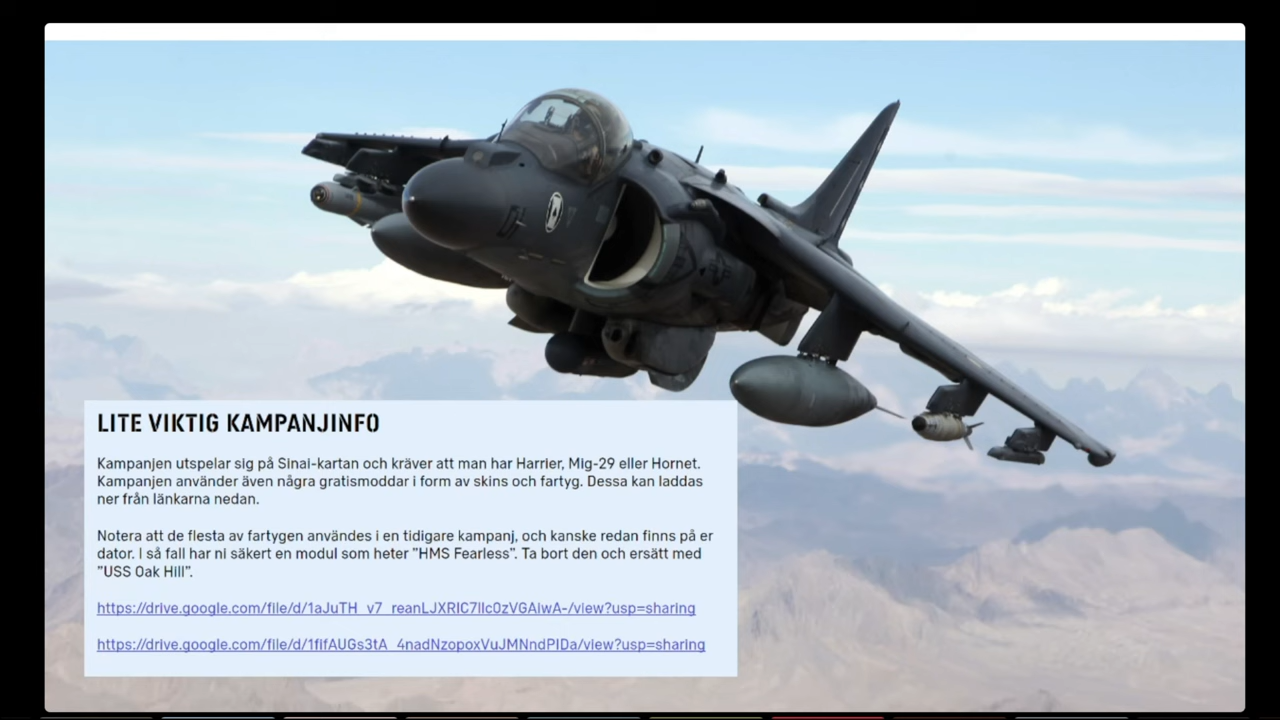 LITE VIKTIG KAMPANJINFO
Kampanjen utspelar sig på Sinai-kartan och kräver att man har Harrier, Mig-29 eller Hornet.
Kampanjen använder även några gratismoddar i form av skins och fartyg. Dessa kan laddas
ner från länkarna nedan.
Notera att de flesta av fartygen användes i en tidigare kampanj, och kanske redan finns på er
dator. I så fall har ni säkert en modul som heter "HMS Fearless". Ta bort den och ersätt med
"USS Oak Hill".
https://drive.google.com/file/d/1aJuTH_v7_reanLJXRIC7llc0zVGAiwA-/view?usp=sharing
https://drive.google.com/file/d/1fIfAUGs3tA_4nadNzopoxVuJMNndPIDa/view?usp=sharing